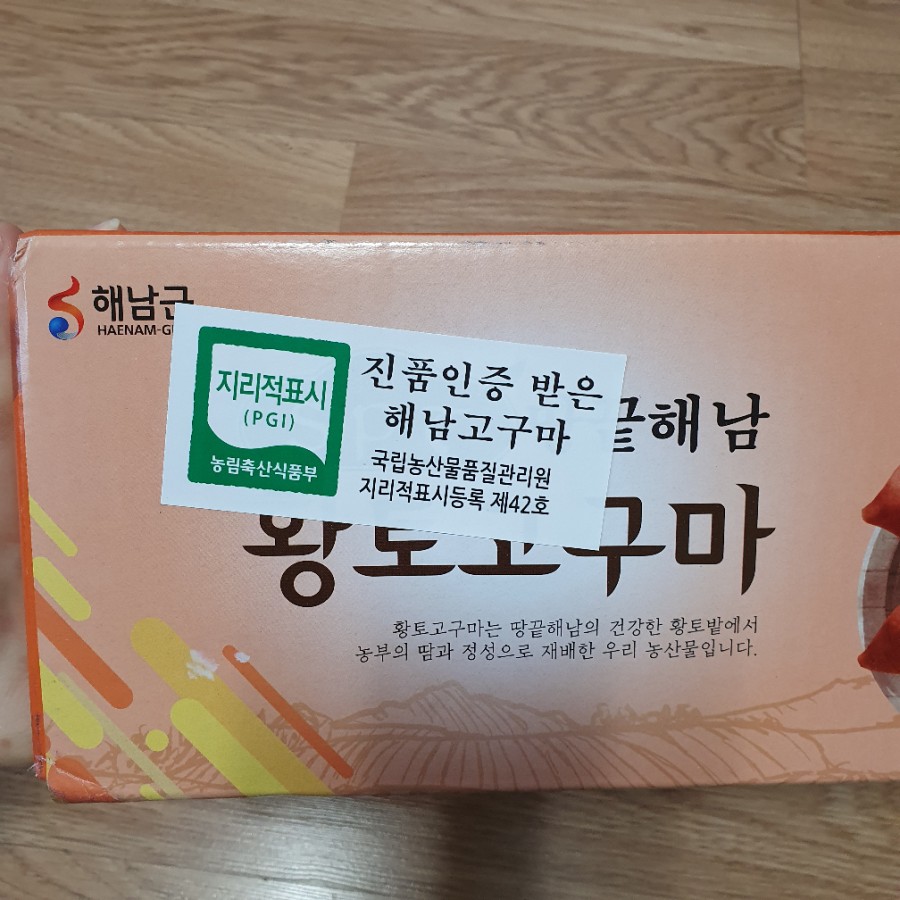 해남군
HAENAM-G
지리적표시
(PGI)
농림축산식품부
진품인증 받은
해남고구마
국립농산물품질관리원
지리적표시등록 제42호
끝해남
황토고구마
황토고구마는 땅끝해남의 건강한 황토밭에서
농부의 땀과 정성으로 재배한 우리 농산물입니다.